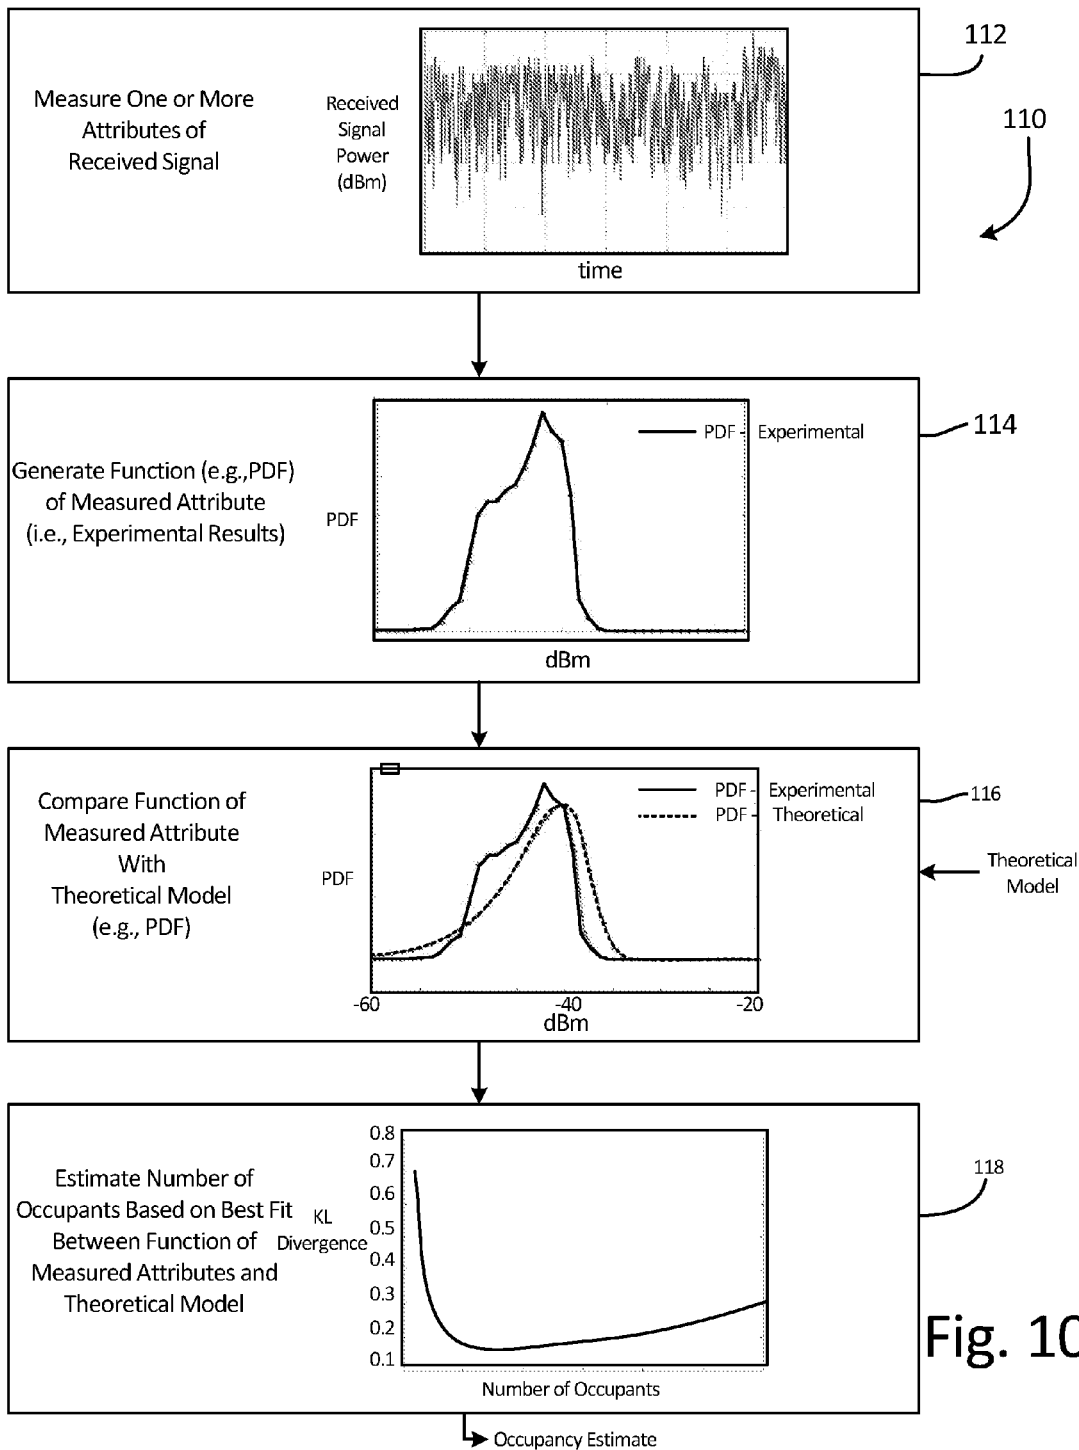 112
110
Measure One or More
Attributes of
Received Signal
Received
Signal
Power
(dBm)
time
114
Generate Function (e.g.,PDF)
of Measured Attribute
(i.e., Experimental Results)
PDF
PDF - Experimental
dBm
116
Compare Function of
Measured Attribute
With
Theoretical Model
(e.g., PDF)
PDF
PDF - Experimental
PDF - Theoretical
-60 -40 -20
dBm
Theoretical
Model
118
Estimate Number of
Occupants Based on Best Fit
Between Function of
Measured Attributes and
Theoretical Model
KL
Divergence
0.8
0.7
0.6
0.5
0.4
0.3
0.2
0.1
Number of Occupants
Fig. 10
Occupancy Estimate